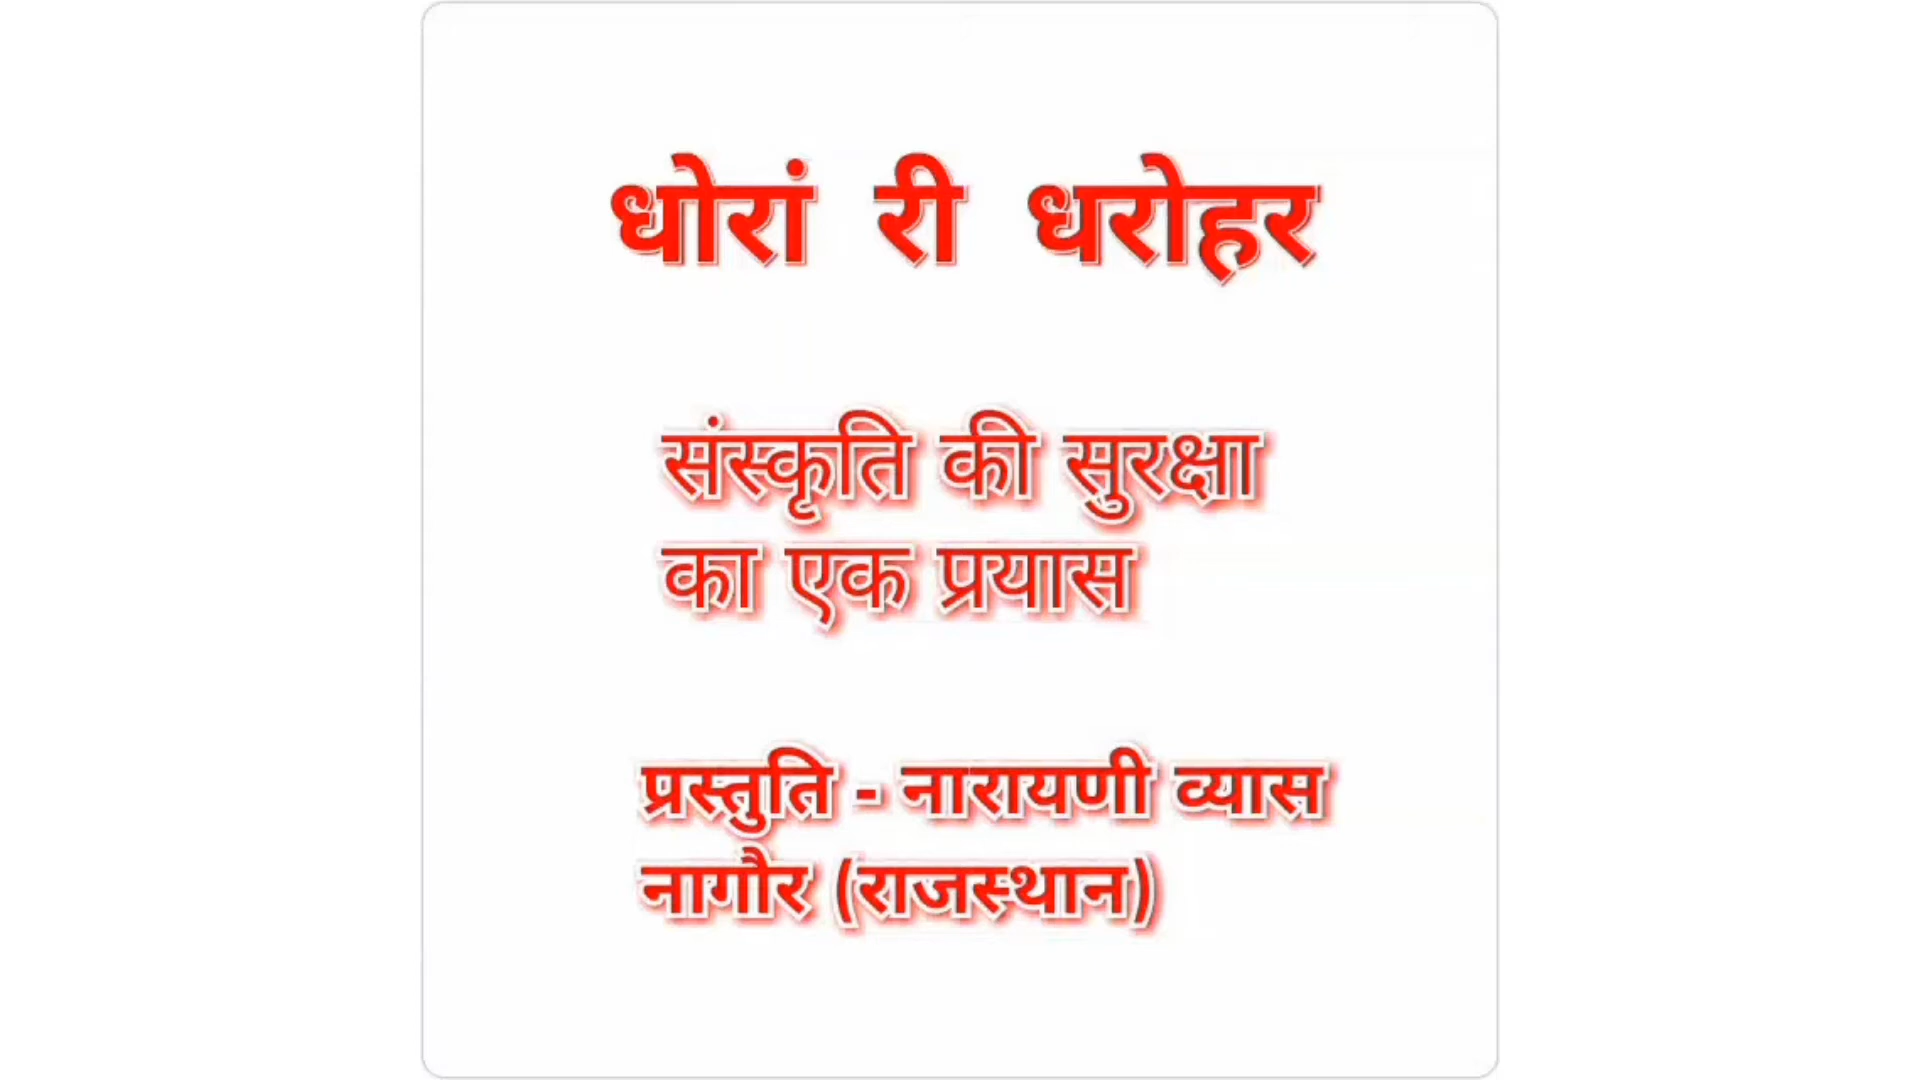 धोरां री धरोहर
संस्कृति की सुरक्षा
का एक प्रयास
प्रस्तुति - नारायणी व्यास
नागौर (राजस्थान)